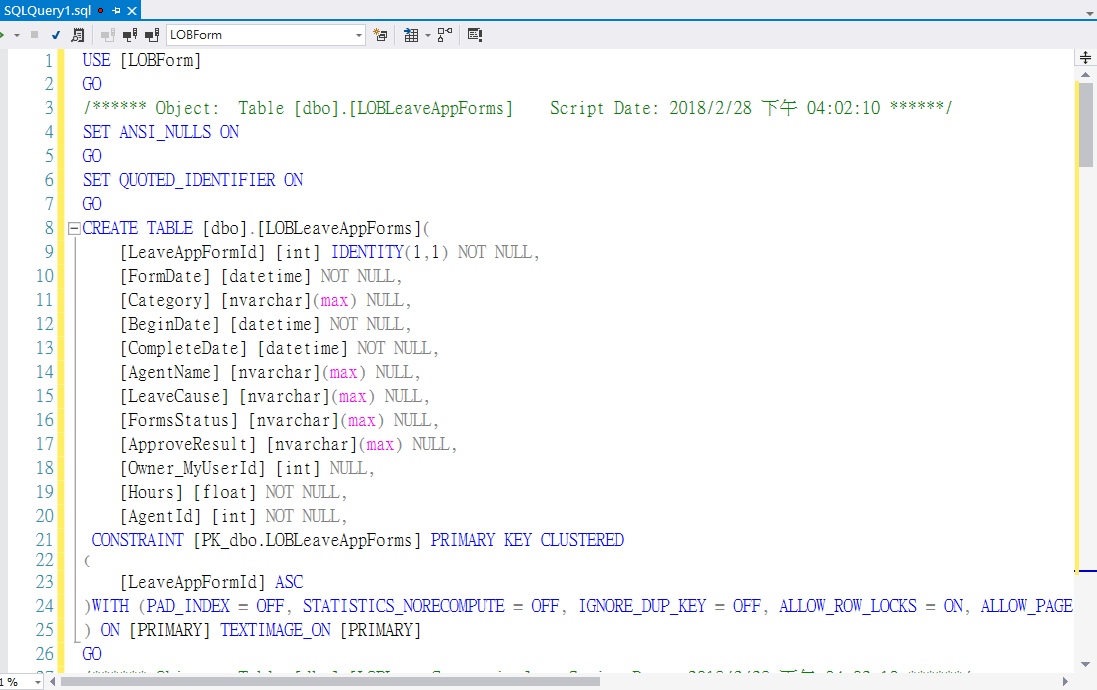 SQLQuery1.sql
LOBForm
1 USE [LOBForm]
2 GO
3 /****** Object:  Table [dbo].[LOBLeaveAppForms]    Script Date: 2018/2/28 下午 04:02:10 ******/
4 SET ANSI_NULLS ON
5 GO
6 SET QUOTED_IDENTIFIER ON
7 GO
8 CREATE TABLE [dbo].[LOBLeaveAppForms](
9 [LeaveAppFormId] [int] IDENTITY(1,1) NOT NULL,
10 [FormDate] [datetime] NOT NULL,
11 [Category] [nvarchar](max) NULL,
12 [BeginDate] [datetime] NOT NULL,
13 [CompleteDate] [datetime] NOT NULL,
14 [AgentName] [nvarchar](max) NULL,
15 [LeaveCause] [nvarchar](max) NULL,
16 [FormsStatus] [nvarchar](max) NULL,
17 [ApproveResult] [nvarchar](max) NULL,
18 [Owner_MyUserId] [int] NULL,
19 [Hours] [float] NOT NULL,
20 [AgentId] [int] NOT NULL,
21 CONSTRAINT [PK_dbo.LOBLeaveAppForms] PRIMARY KEY CLUSTERED
22 (
23 [LeaveAppFormId] ASC
24 )WITH (PAD_INDEX = OFF, STATISTICS_NORECOMPUTE = OFF, IGNORE_DUP_KEY = OFF, ALLOW_ROW_LOCKS = ON, ALLOW_PAGE
25 ) ON [PRIMARY] TEXTIMAGE_ON [PRIMARY]
26 GO
1 %